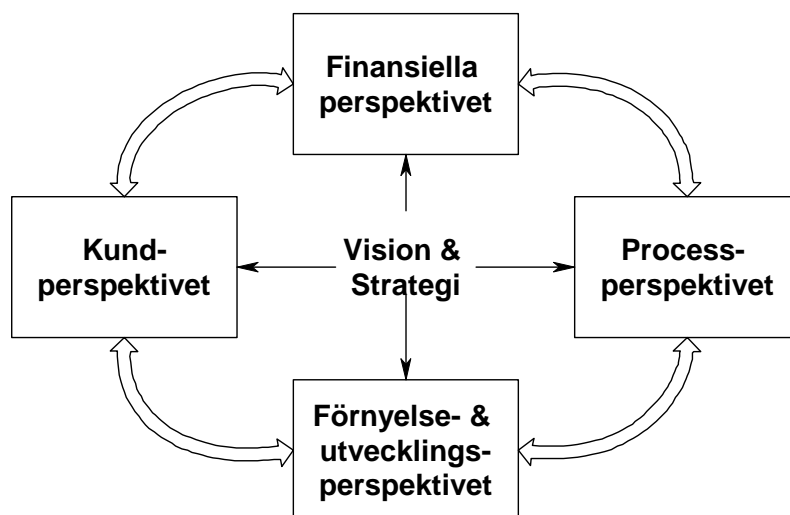 Finansiella
perspektivet
Kund-
perspektivet
Vision &
Strategi
Process-
perspektivet
Förnyelse- &
utvecklings-
perspektivet